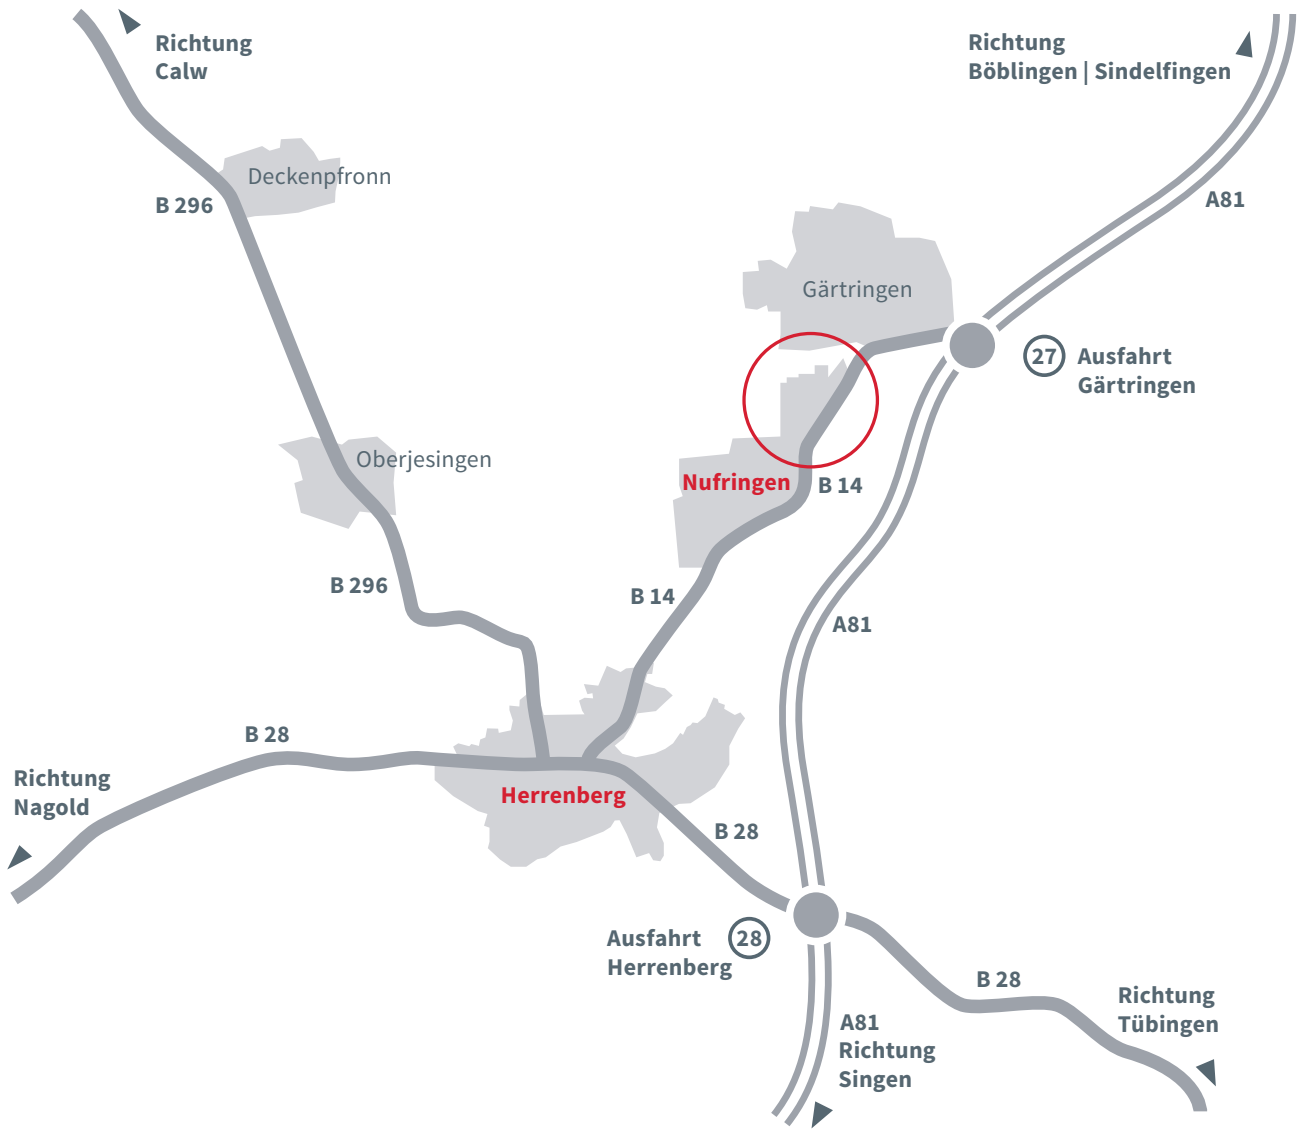 Richtung
Calw
Richtung
Böblingen | Sindelfingen
Deckenpfronn
B 296
A81
Gärtringen
27
Ausfahrt
Gärtringen
Oberjesingen
Nufringen
B 14
B 296
B 14
A81
B 28
Richtung
Nagold
Herrenberg
B 28
Ausfahrt
Herrenberg
28
B 28
Richtung
Tübingen
A81
Richtung
Singen